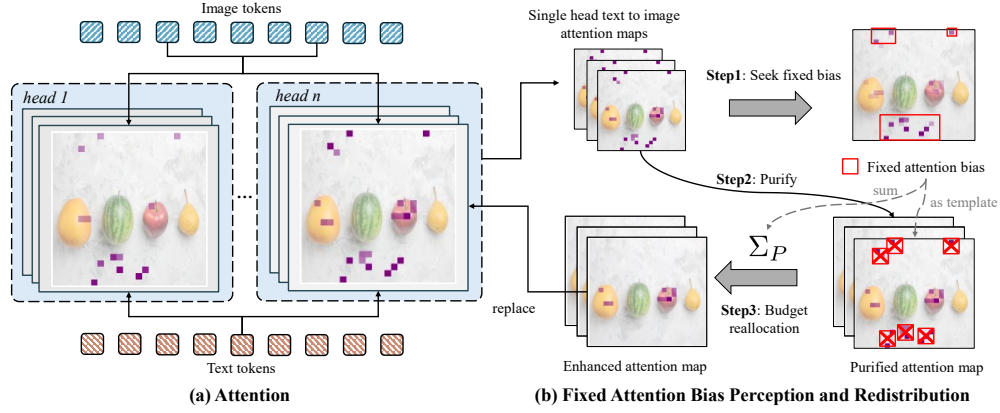 Image tokens
head 1
head n
...
Text tokens
(a) Attention
Single head text to image
attention maps
Step1: Seek fixed bias
Fixed attention bias
Step2: Purify
sum
as template
Σ_P
Step3: Budget
reallocation
replace
Enhanced attention map
Purified attention map
(b) Fixed Attention Bias Perception and Redistribution